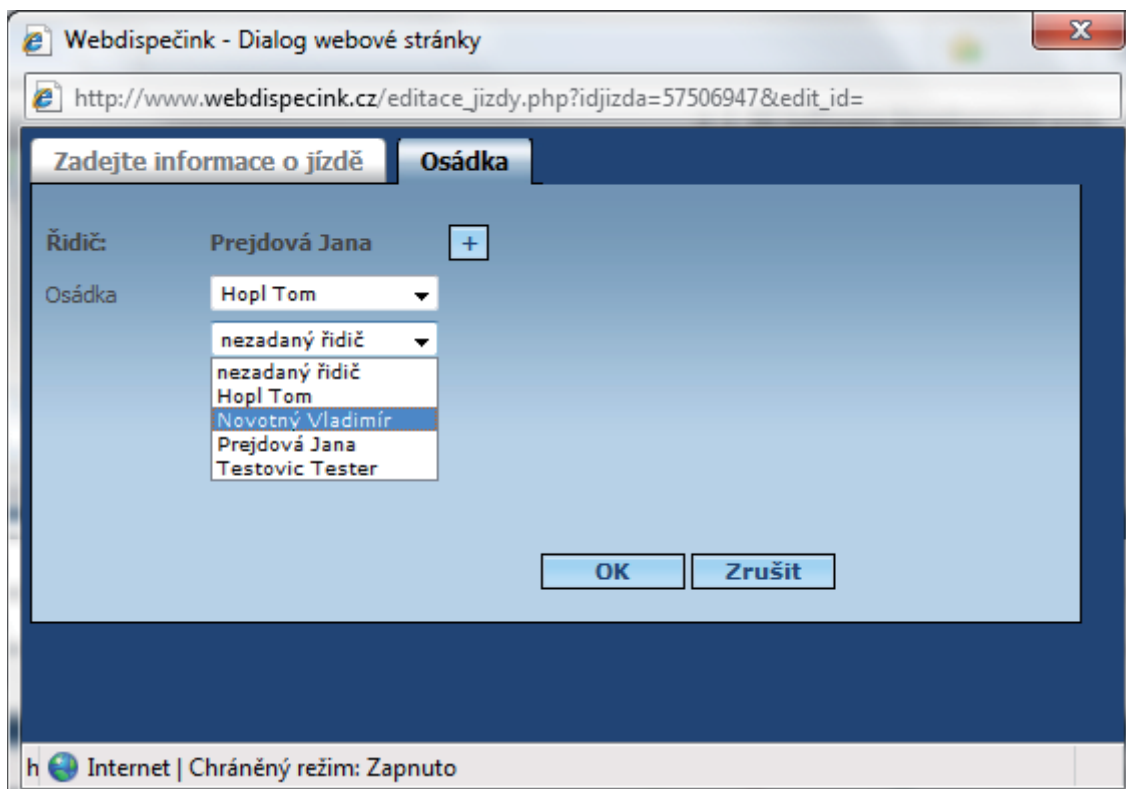 Webdispečink - Dialog webové stránky
x
http://www.webdispecink.cz/editace_jizdy.php?idjizda=57506947&edit_id=
Zadejte informace o jízdě Osádka
Řidič: Prejdová Jana +
Osádka Hopl Tom
nezadaný řidič
nezadaný řidič
Hopl Tom
Novotný Vladimír
Prejdová Jana
Testovic Tester
OK Zrušit
h Internet | Chráněný režim: Zapnuto